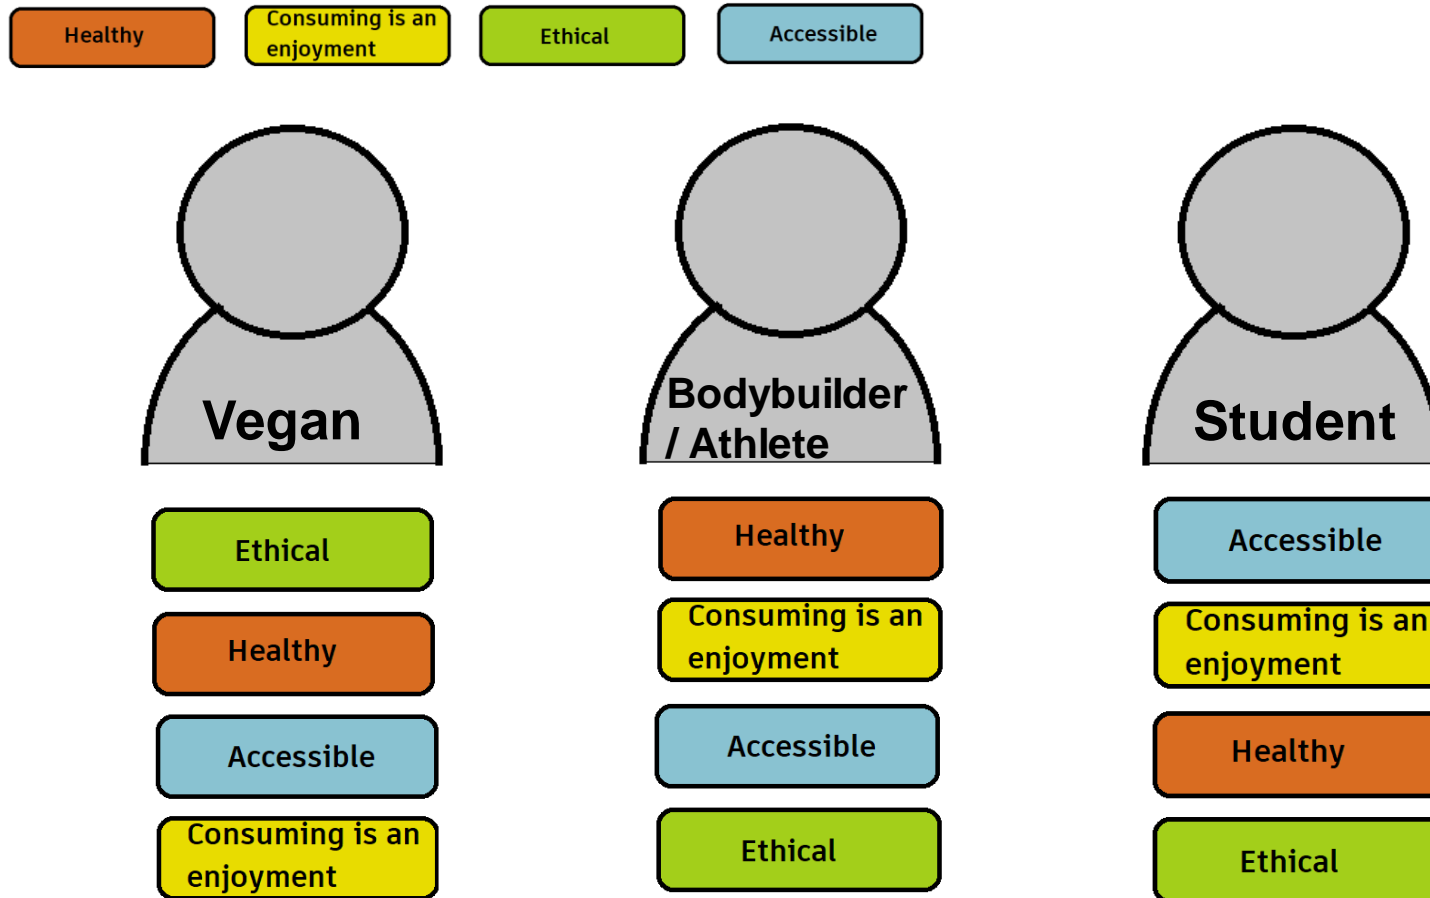 Healthy
Consuming is an
enjoyment
Ethical
Accessible
Vegan
Ethical
Healthy
Accessible
Consuming is an
enjoyment
Bodybuilder
/ Athlete
Healthy
Consuming is an
enjoyment
Accessible
Ethical
Student
Accessible
Consuming is an
enjoyment
Healthy
Ethical